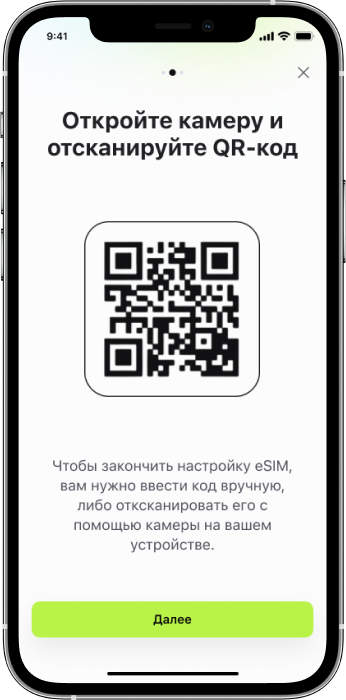 9:41
Откройте камеру и
отсканируйте QR-код
Чтобы закончить настройку eSIM,
вам нужно ввести код вручную,
либо откcканировать его с
помощью камеры на вашем
устройстве.
Далее